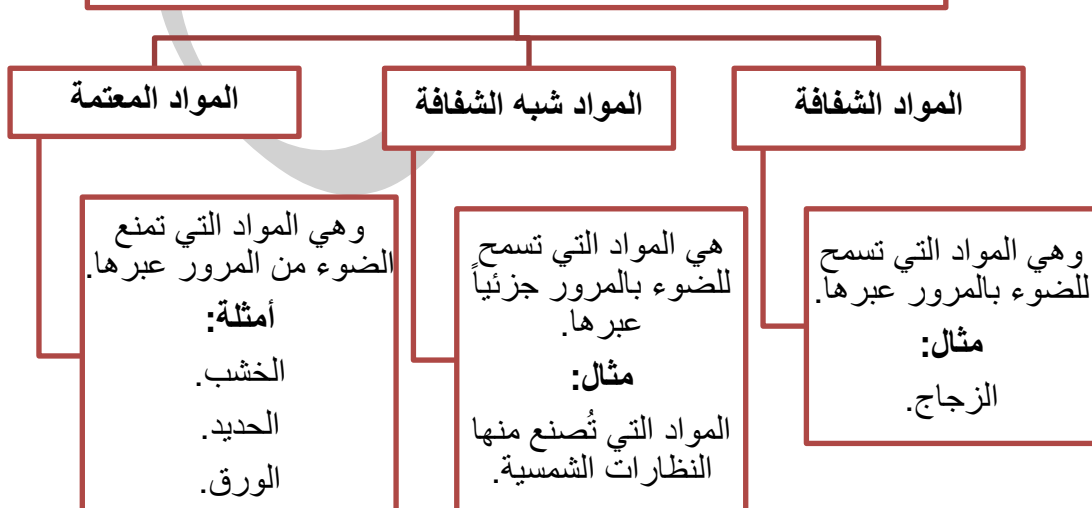 المواد الشفافة
المواد شبه الشفافة
المواد المعتمة
وهي المواد التي تسمح
للضوء بالمرور عبرها.
مثال:
الزجاج.
هي المواد التي تسمح
للضوء بالمرور جزئياً
عبرها.
مثال:
المواد التي تُصنع منها
النظارات الشمسية.
وهي المواد التي تمنع
الضوء من المرور عبرها.
أمثلة:
الخشب.
الحديد.
الورق.